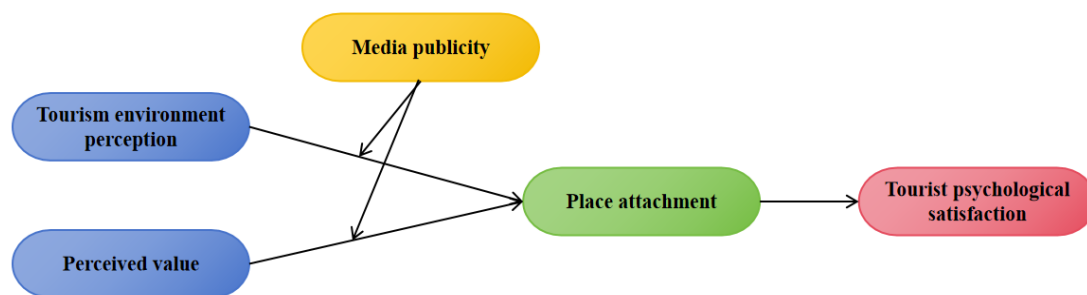 Media publicity
Tourism environment
perception
Place attachment
Tourist psychological
satisfaction
Perceived value